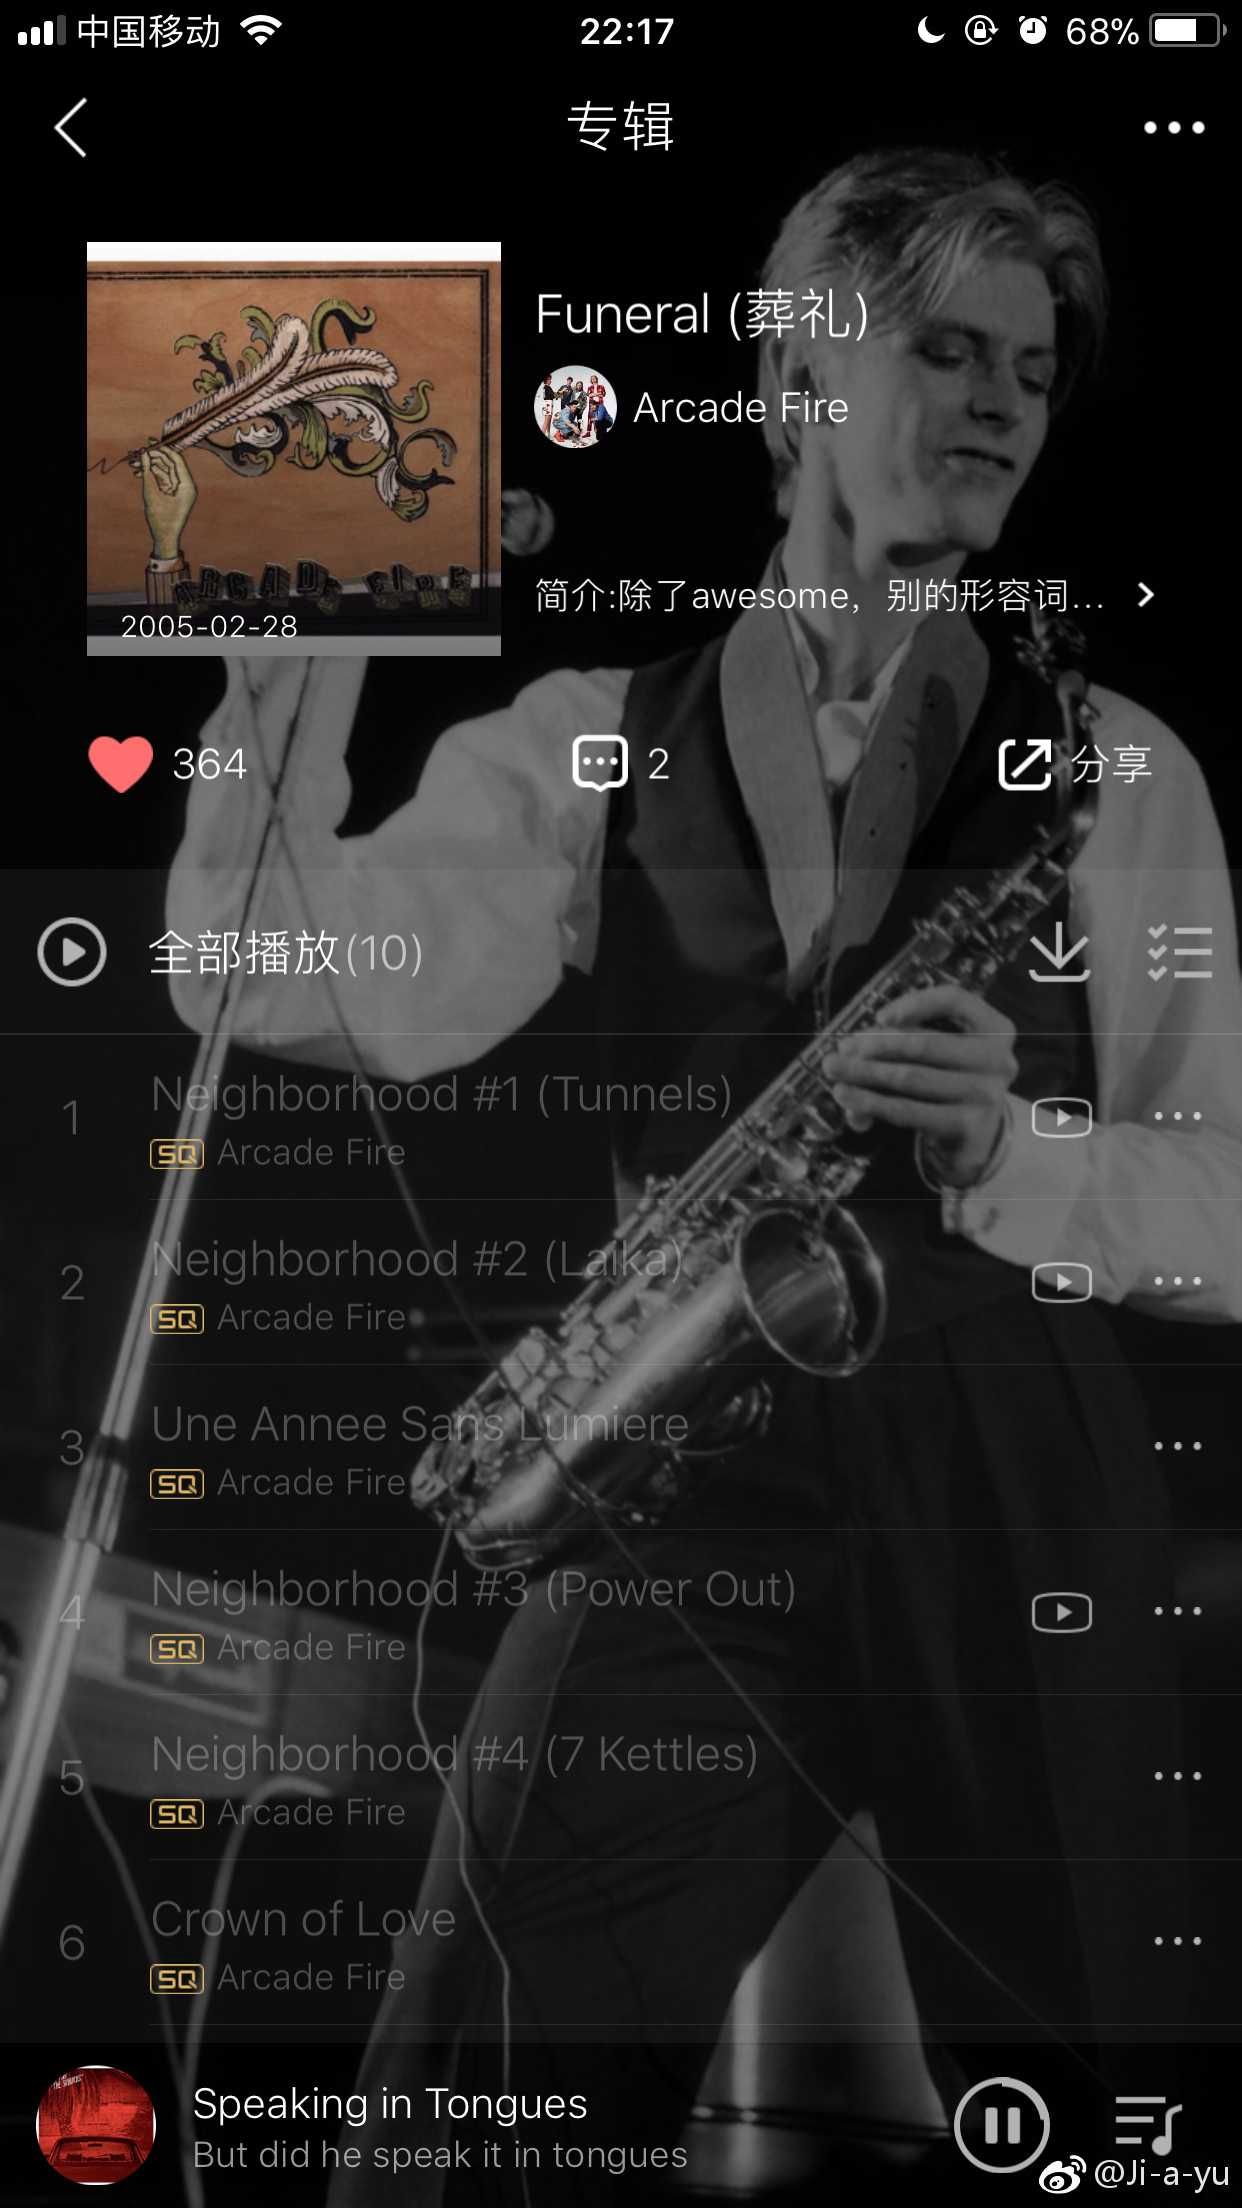 中国移动
22:17
68%
专辑
Funeral (葬礼)
Arcade Fire
ARCADE FIRE
2005-02-28
简介:除了awesome，别的形容词...
364
2
分享
全部播放(10)
1
Neighborhood #1 (Tunnels)
SQ Arcade Fire
2
Neighborhood #2 (Laika)
SQ Arcade Fire
3
Une Annee Sans Lumiere
SQ Arcade Fire
4
Neighborhood #3 (Power Out)
SQ Arcade Fire
5
Neighborhood #4 (7 Kettles)
SQ Arcade Fire
6
Crown of Love
SQ Arcade Fire
Speaking in Tongues
But did he speak it in tongues
@Ji-a-yu